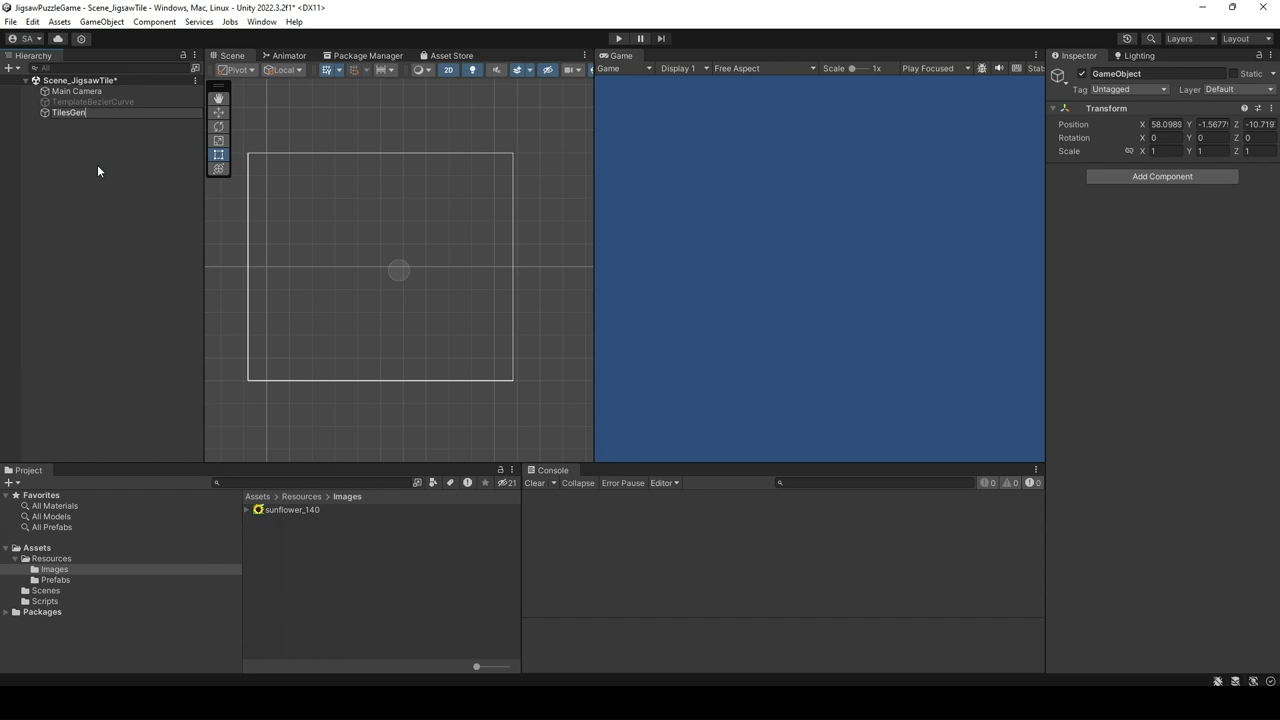 JigsawPuzzleGame - Scene_JigsawTile - Windows, Mac, Linux - Unity 2022.3.2f1* <DX11>
File Edit Assets GameObject Component Services Jobs Window Help
SA Layers Layout
Hierarchy Scene Animator Package Manager Asset Store Game Inspector Lighting
All Pivot Local 2D Game Display 1 Free Aspect Scale 1x Play Focused Stat
GameObject Static
Tag Untagged Layer Default
Scene_JigsawTile*
Main Camera
TemplateBezierCurve
TilesGen
Transform
Position X 58.0989 Y -1.5677 Z -10.719
Rotation X 0 Y 0 Z 0
Scale X 1 Y 1 Z 1
Add Component
Project Console
21 Clear Collapse Error Pause Editor 0 0 0
Favorites
All Materials
All Models
All Prefabs
Assets
Resources
Images
Prefabs
Scenes
Scripts
Packages
Assets > Resources > Images
sunflower_140